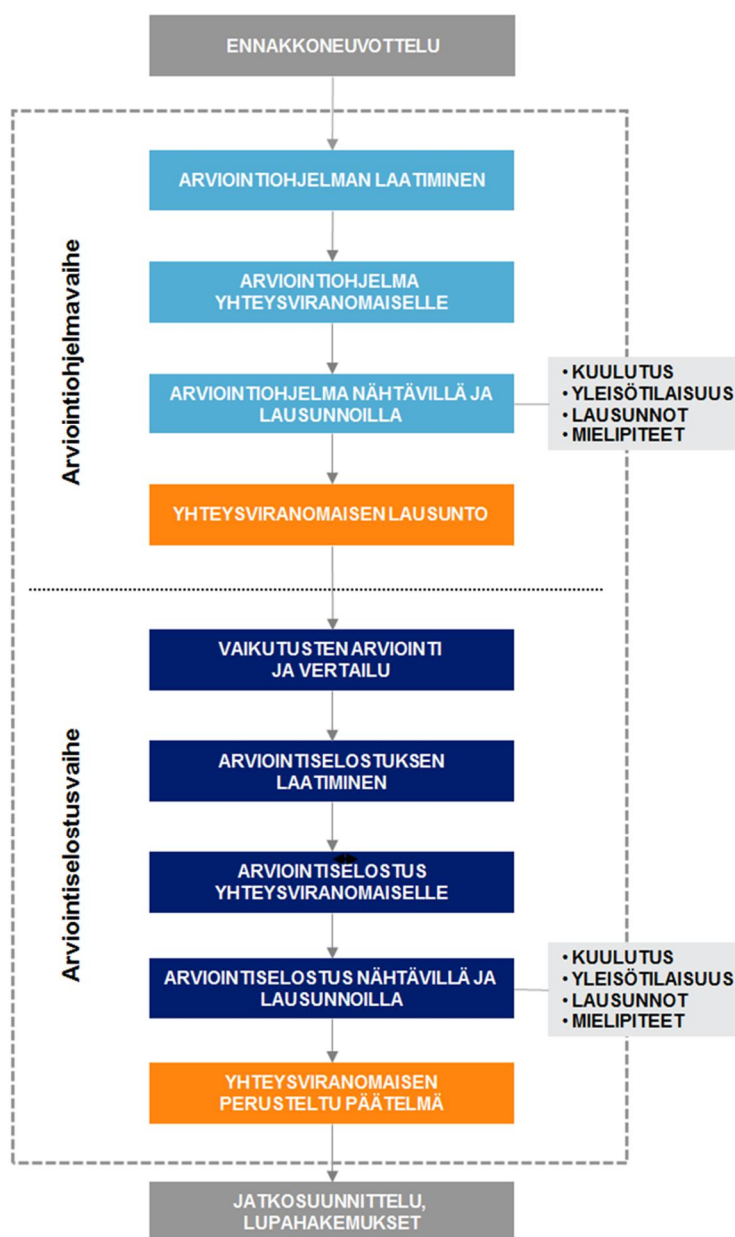 ENNAKKONEUVOTTELU
Arviointiohjelmavaihe
ARVIOINTIOHJELMAN LAATIMINEN
ARVIOINTIOHJELMA
YHTEYSVIRANOMAISELLE
ARVIOINTIOHJELMA NÄHTÄVILLÄ JA
LAUSUNNOILLA
• KUULUTUS
• YLEISÖTILAISUUS
• LAUSUNNOT
• MIELIPITEET
YHTEYSVIRANOMAISEN LAUSUNTO
Arviointiselostusvaihe
VAIKUTUSTEN ARVIOINTI
JA VERTAILU
ARVIOINTISELOSTUKSEN
LAATIMINEN
ARVIOINTISELOSTUS
YHTEYSVIRANOMAISELLE
ARVIOINTISELOSTUS NÄHTÄVILLÄ JA
LAUSUNNOILLA
• KUULUTUS
• YLEISÖTILAISUUS
• LAUSUNNOT
• MIELIPITEET
YHTEYSVIRANOMAISEN
PERUSTELTU PÄÄTELMÄ
JATKOSUUNNITTELU,
LUPAHAKEMUKSET